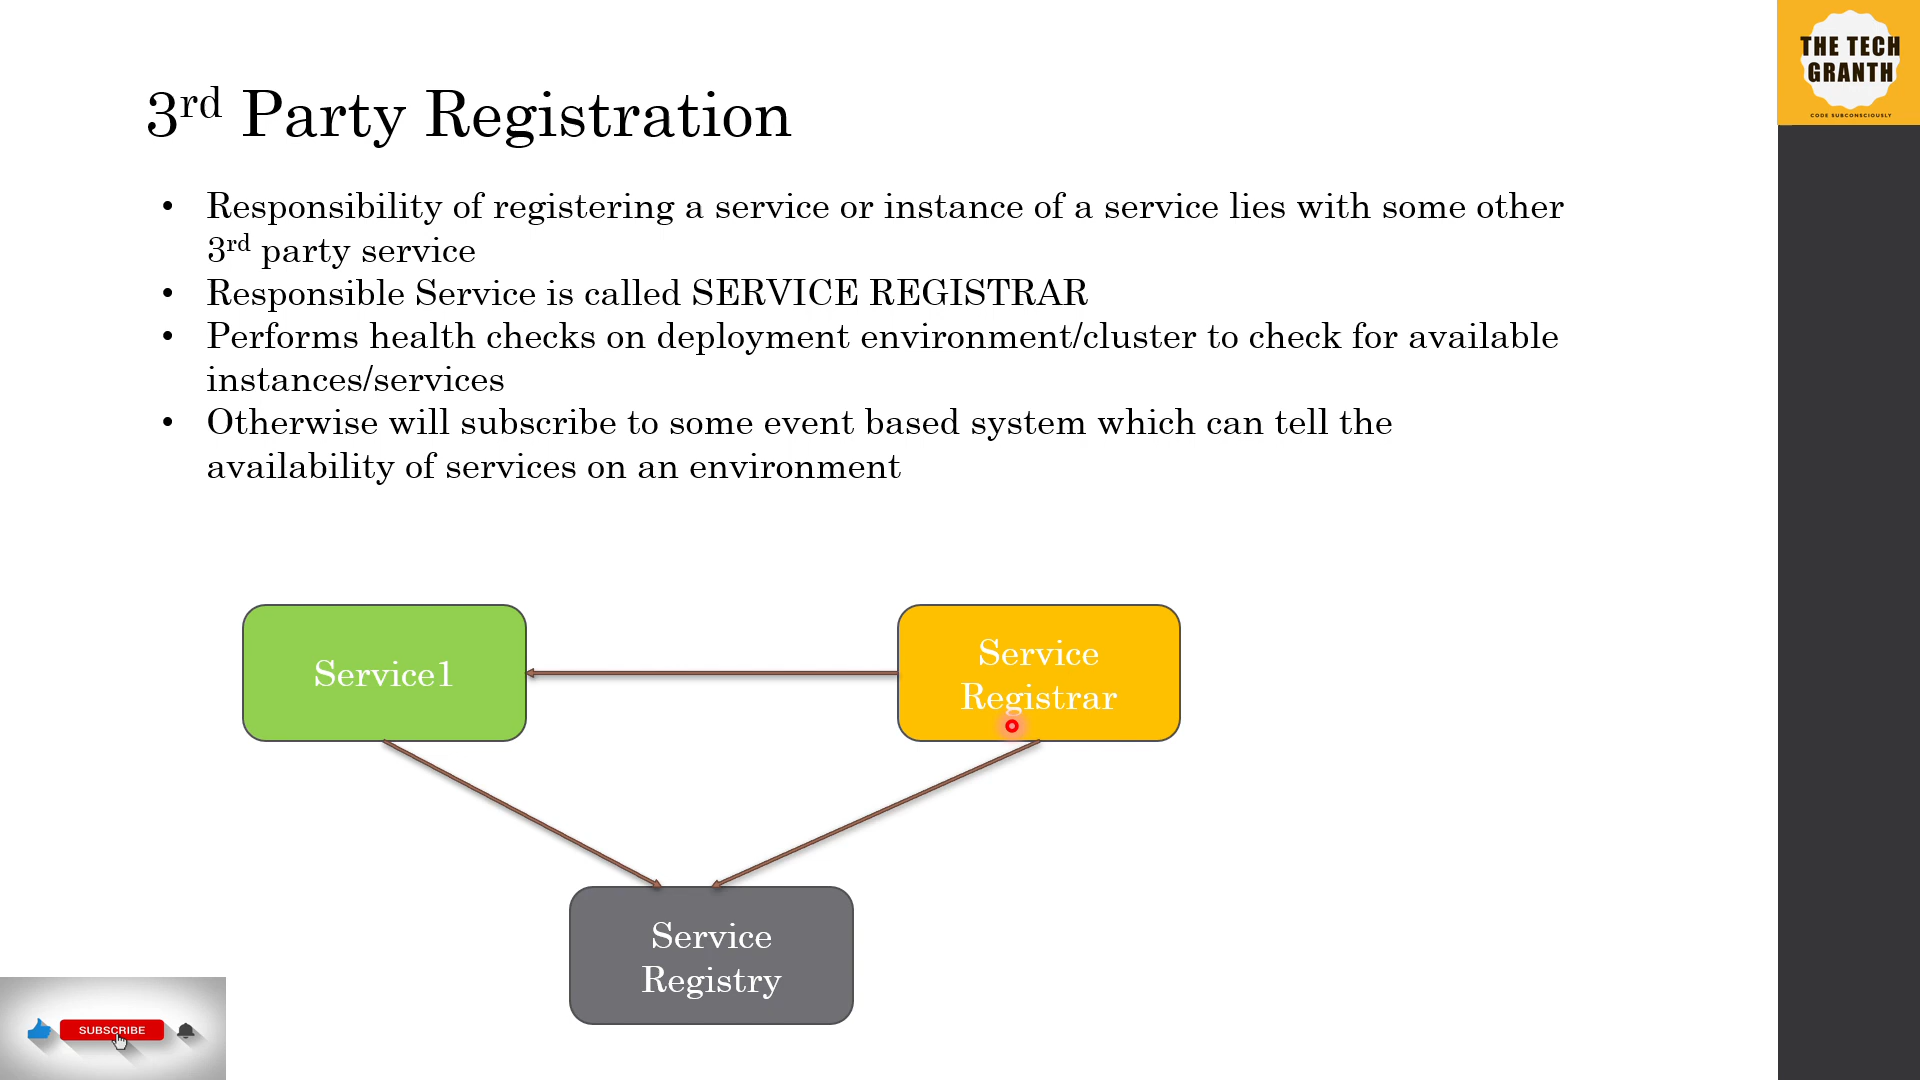 THE TECH
GRANTH
CODE SUBCONSCIOUSLY
3rd Party Registration
• Responsibility of registering a service or instance of a service lies with some other
3rd party service
• Responsible Service is called SERVICE REGISTRAR
• Performs health checks on deployment environment/cluster to check for available
instances/services
• Otherwise will subscribe to some event based system which can tell the
availability of services on an environment
Service1
Service
Registrar
Service
Registry
SUBSCRIBE